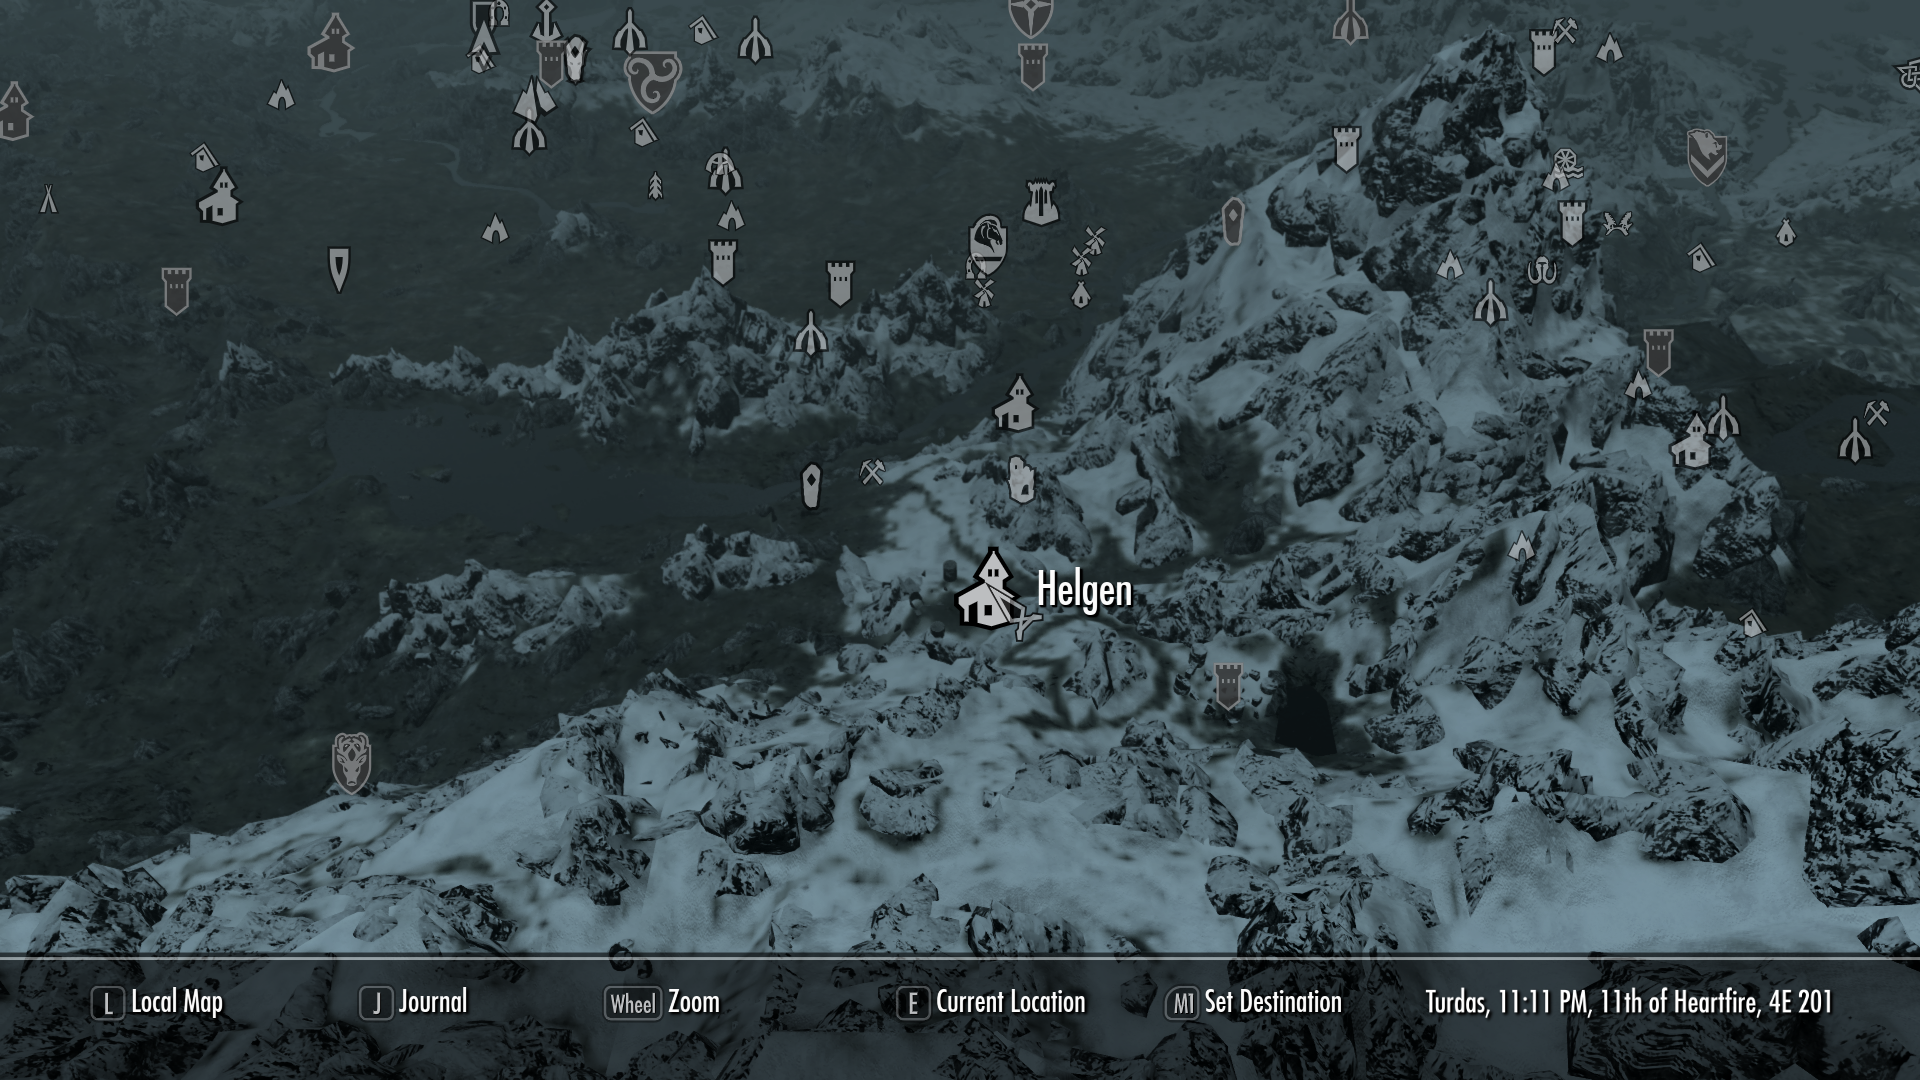 Helgen
L Local Map
J Journal
Wheel Zoom
E Current Location
M1 Set Destination
Turdas, 11:11 PM, 11th of Heartfire, 4E 201